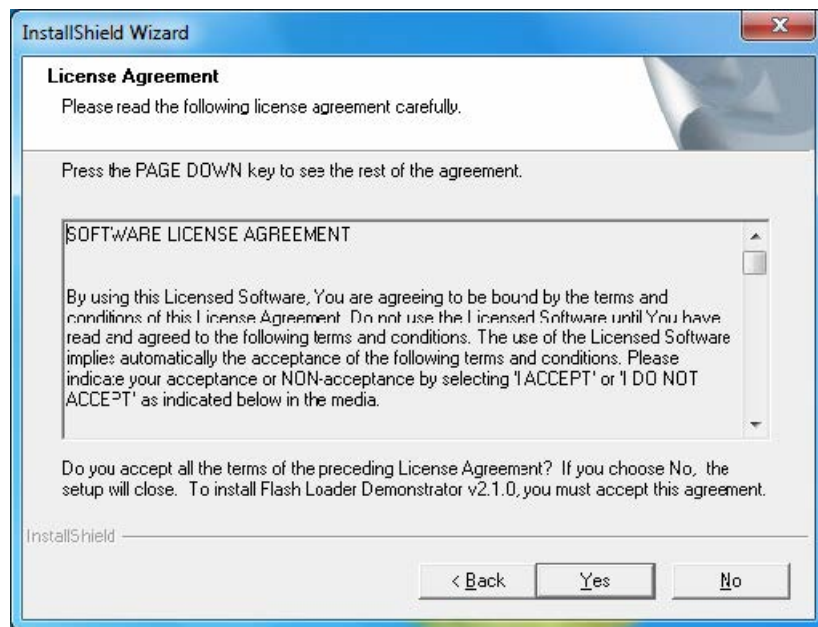 InstallShield Wizard
License Agreement
Please read the following license agreement carefully.
Press the PAGE DOWN key to see the rest of the agreement.
SOFTWARE LICENSE AGREEMENT
By using this Licensed Software, You are agreeing to be bound by the terms and
conditions of this License Agreement. Do not use the Licensed Software until You have
read and agreed to the following terms and conditions. The use of the Licensed Software
implies automatically the acceptance of the following terms and conditions. Please
indicate your acceptance or NON-acceptance by selecting 'I ACCEPT' or 'I DO NOT
ACCEPT' as indicated below in the media.
Do you accept all the terms of the preceding License Agreement? If you choose No, the
setup will close. To install Flash Loader Demonstrator v2.1.0, you must accept this agreement.
InstallShield
< Back Yes No